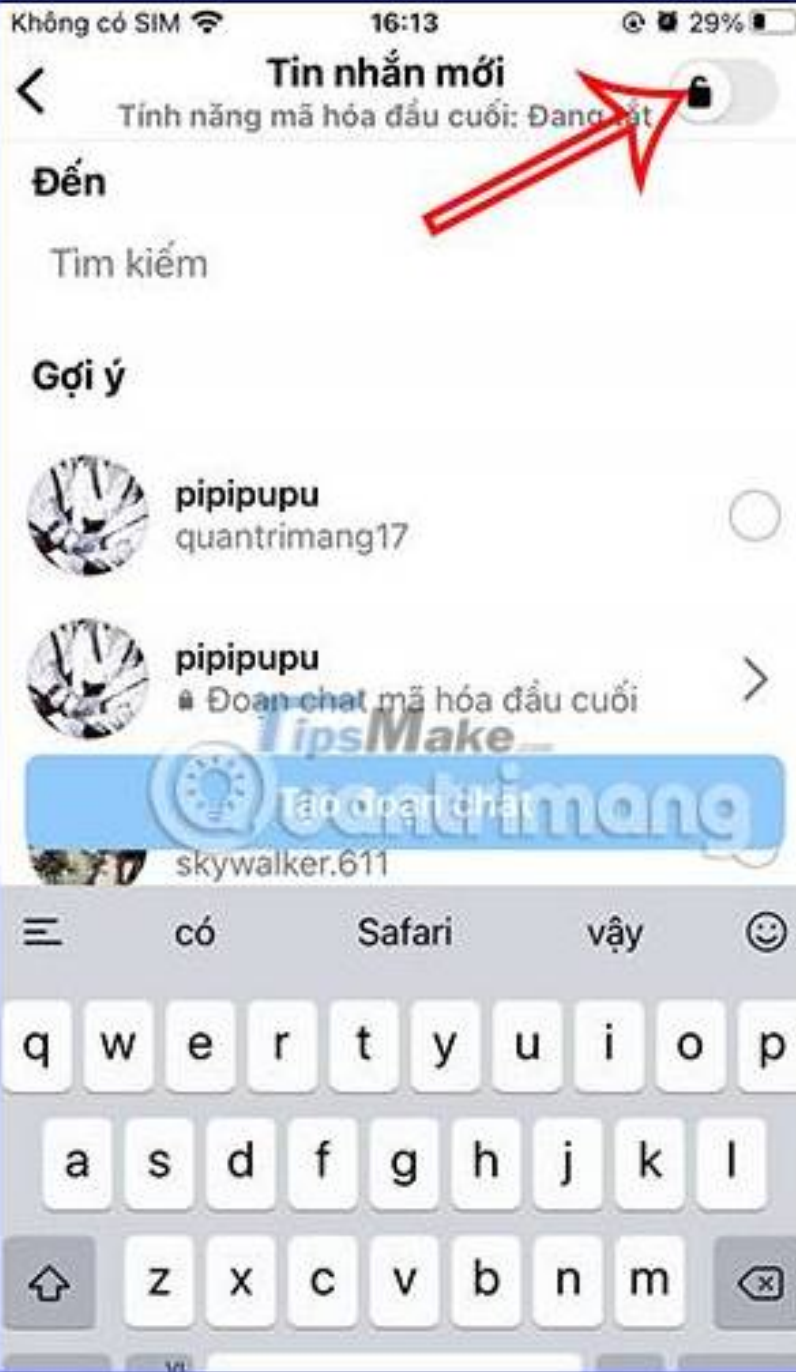 Không có SIM 16:13 29%
Tin nhắn mới
Tính năng mã hóa đầu cuối: Đang tắt
Đến
Tìm kiếm
Gợi ý
pipipupu
quantrimang17
pipipupu
Đoạn chat mã hóa đầu cuối
TipsMake.com
Tạo đoạn chat
Quantrimang
skywalker.611
có Safari vậy
q w e r t y u i o p
a s d f g h j k l
z x c v b n m